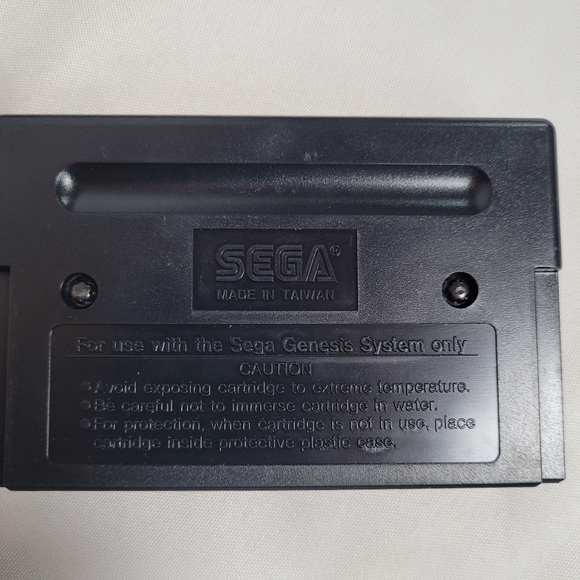 SEGA®
MADE IN TAIWAN
For use with the Sega Genesis System only
CAUTION
•Avoid exposing cartridge to extreme temperature.
•Be careful not to immerse cartridge in water.
•For protection, when cartridge is not in use, place
cartridge inside protective plastic case.